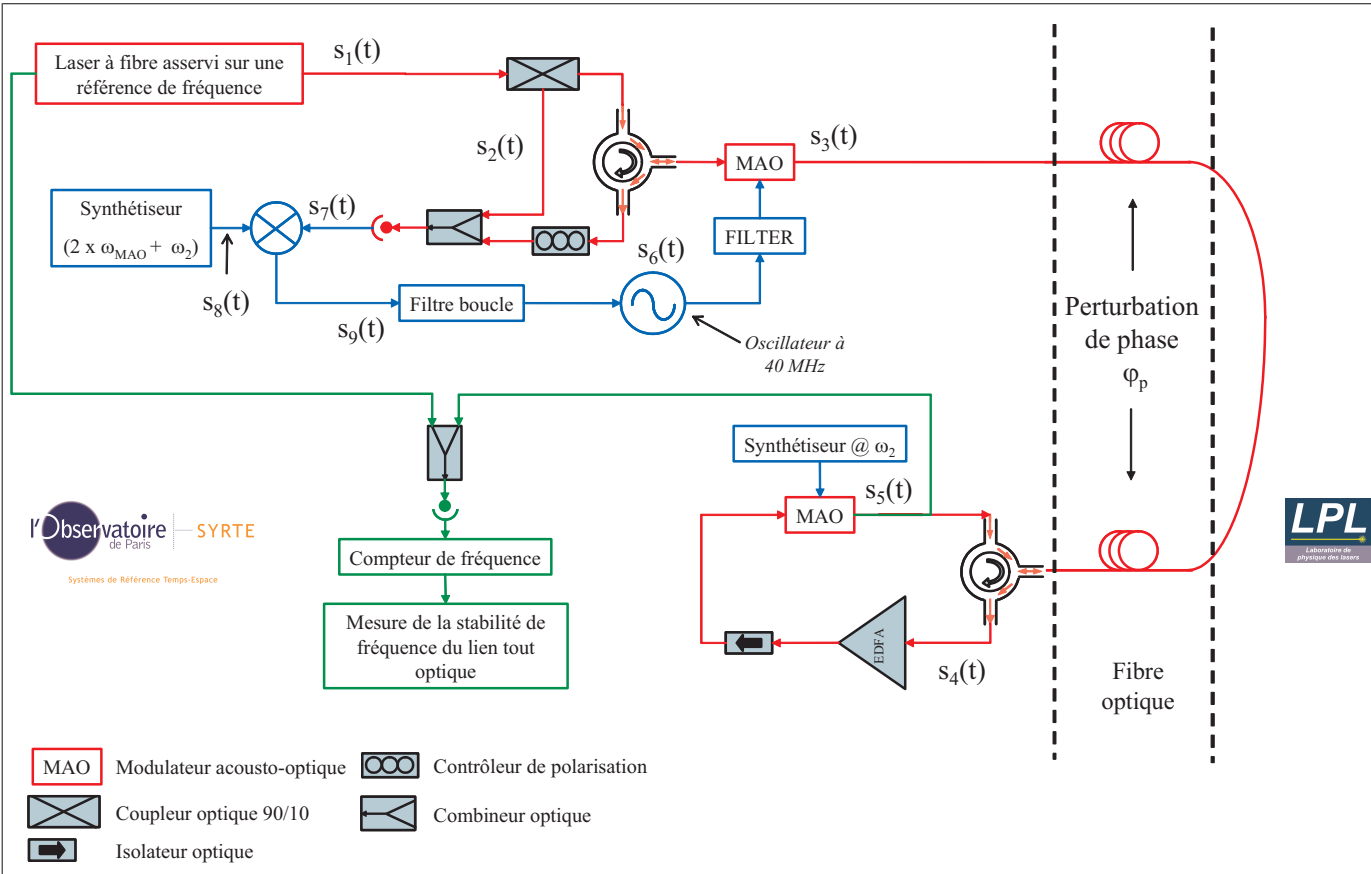 Laser à fibre asservi sur une
référence de fréquence
s1(t)
s2(t)
MAO
s3(t)
Synthétiseur
(2 x ωMAO + ω2)
s7(t)
s8(t)
FILTER
s6(t)
Filtre boucle
s9(t)
Oscillateur à
40 MHz
Perturbation
de phase
φp
Synthétiseur @ ω2
MAO
s5(t)
l'Observatoire
de Paris
SYRTE
Systèmes de Référence Temps-Espace
LPL
Laboratoire de
physique des lasers
Compteur de fréquence
Mesure de la stabilité de
fréquence du lien tout
optique
EDFA
s4(t)
Fibre
optique
MAO
Modulateur acousto-optique
Contrôleur de polarisation
Coupleur optique 90/10
Combineur optique
Isolateur optique